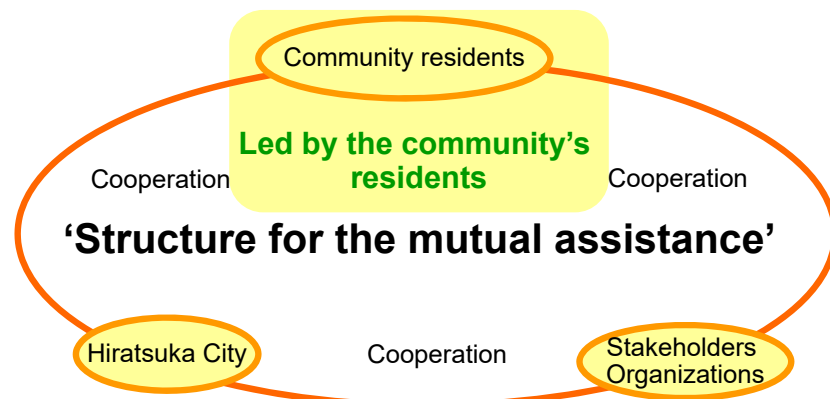 Community residents
Led by the community’s
residents
Cooperation
Cooperation
‘Structure for the mutual assistance’
Hiratsuka City
Cooperation
Stakeholders
Organizations